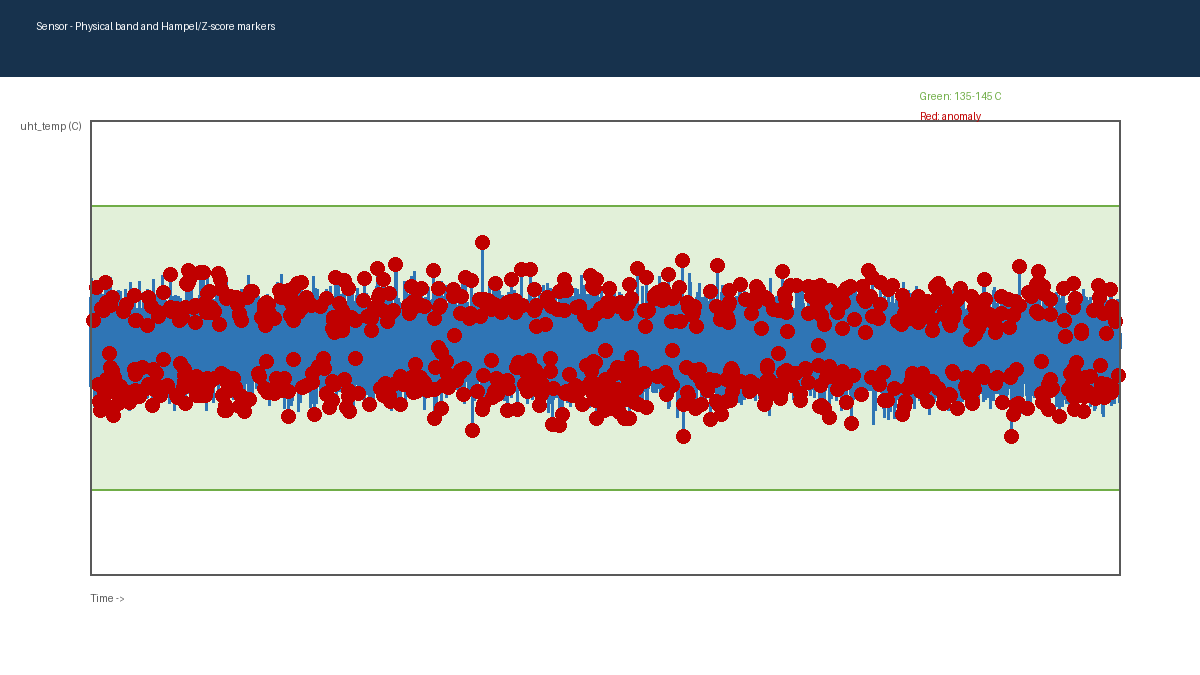 Sensor - Physical band and Hampel/Z-score markers
Green: 135-145 C
Red: anomaly
uht_temp (C)
Time ->